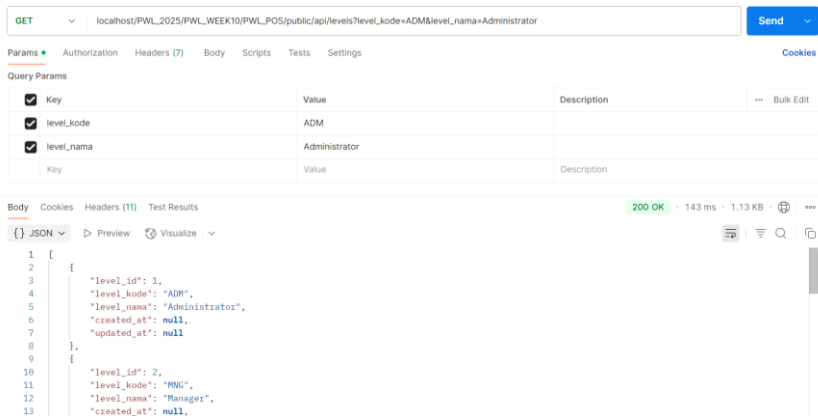 GET localhost/PWL_2025/PWL_WEEK10/PWL_POS/public/api/levels?level_kode=ADM&level_nama=Administrator Send
Params Authorization Headers (7) Body Scripts Tests Settings Cookies
Query Params
Key Value Description ... Bulk Edit
level_kode ADM
level_nama Administrator
Key Value Description
Body Cookies Headers (11) Test Results 200 OK • 143 ms • 1.13 KB • ...
{} JSON Preview Visualize
1 [
2 {
3 "level_id": 1,
4 "level_kode": "ADM",
5 "level_nama": "Administrator",
6 "created_at": null,
7 "updated_at": null
8 },
9 {
10 "level_id": 2,
11 "level_kode": "MNG",
12 "level_nama": "Manager",
13 "created_at": null,